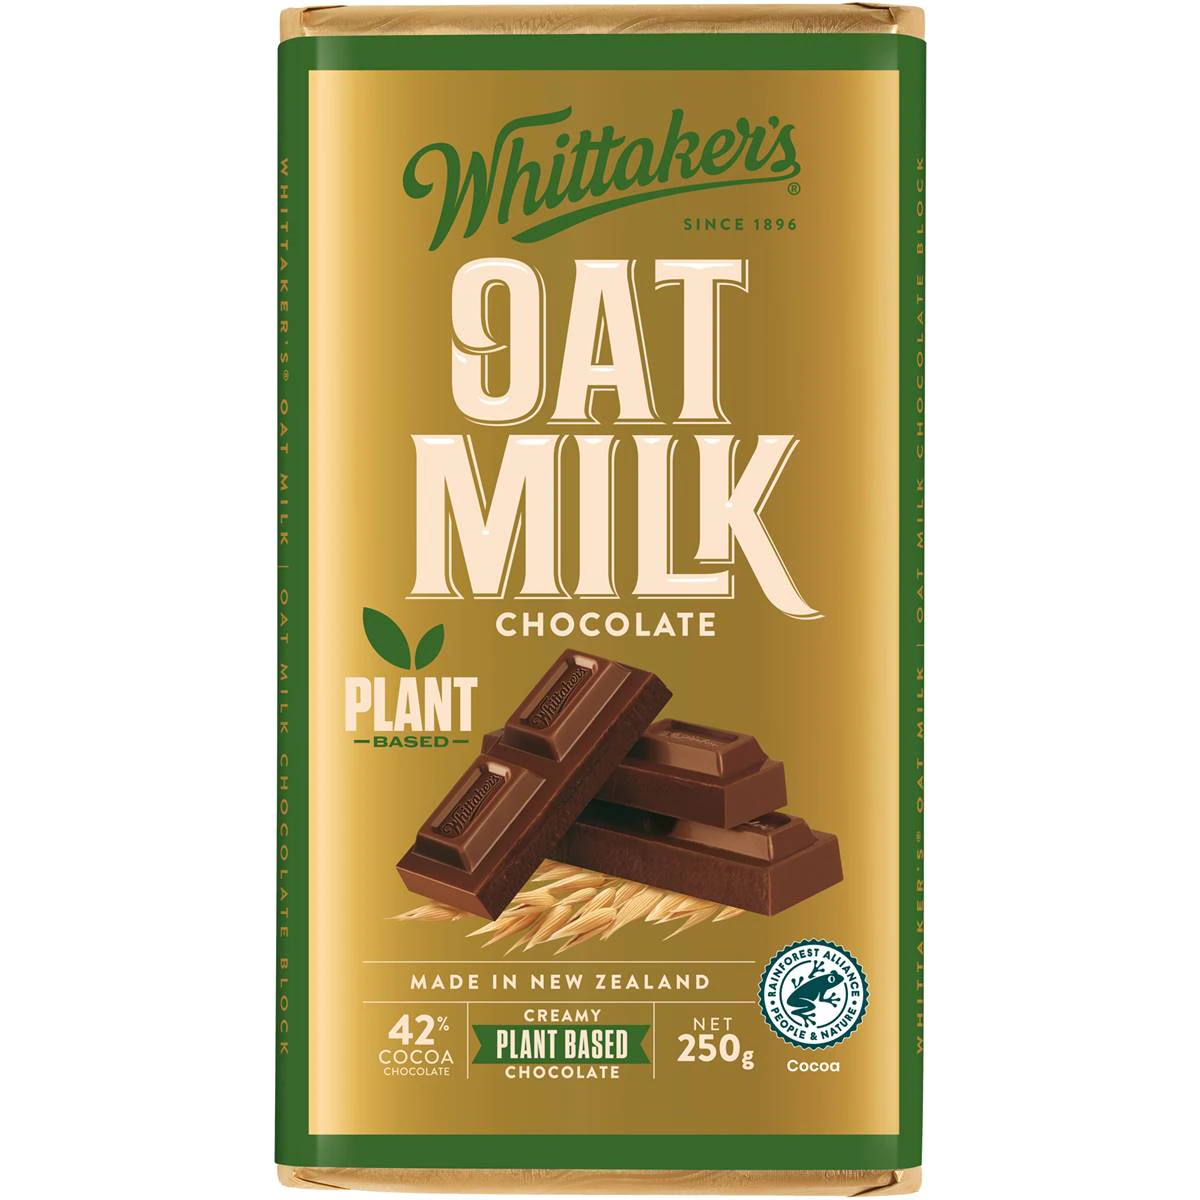 Whittaker's®
SINCE 1896
OAT
MILK
CHOCOLATE
PLANT
BASED
Whittaker's
Whittaker's
MADE IN NEW ZEALAND
42%
COCOA
CHOCOLATE
CREAMY
PLANT BASED
CHOCOLATE
NET
250g
RAINFOREST ALLIANCE
PEOPLE & NATURE
Cocoa
WHITTAKER'S® OAT MILK | OAT MILK CHOCOLATE BLOCK
WHITTAKER'S® OAT MILK | OAT MILK CHOCOLATE BLOCK